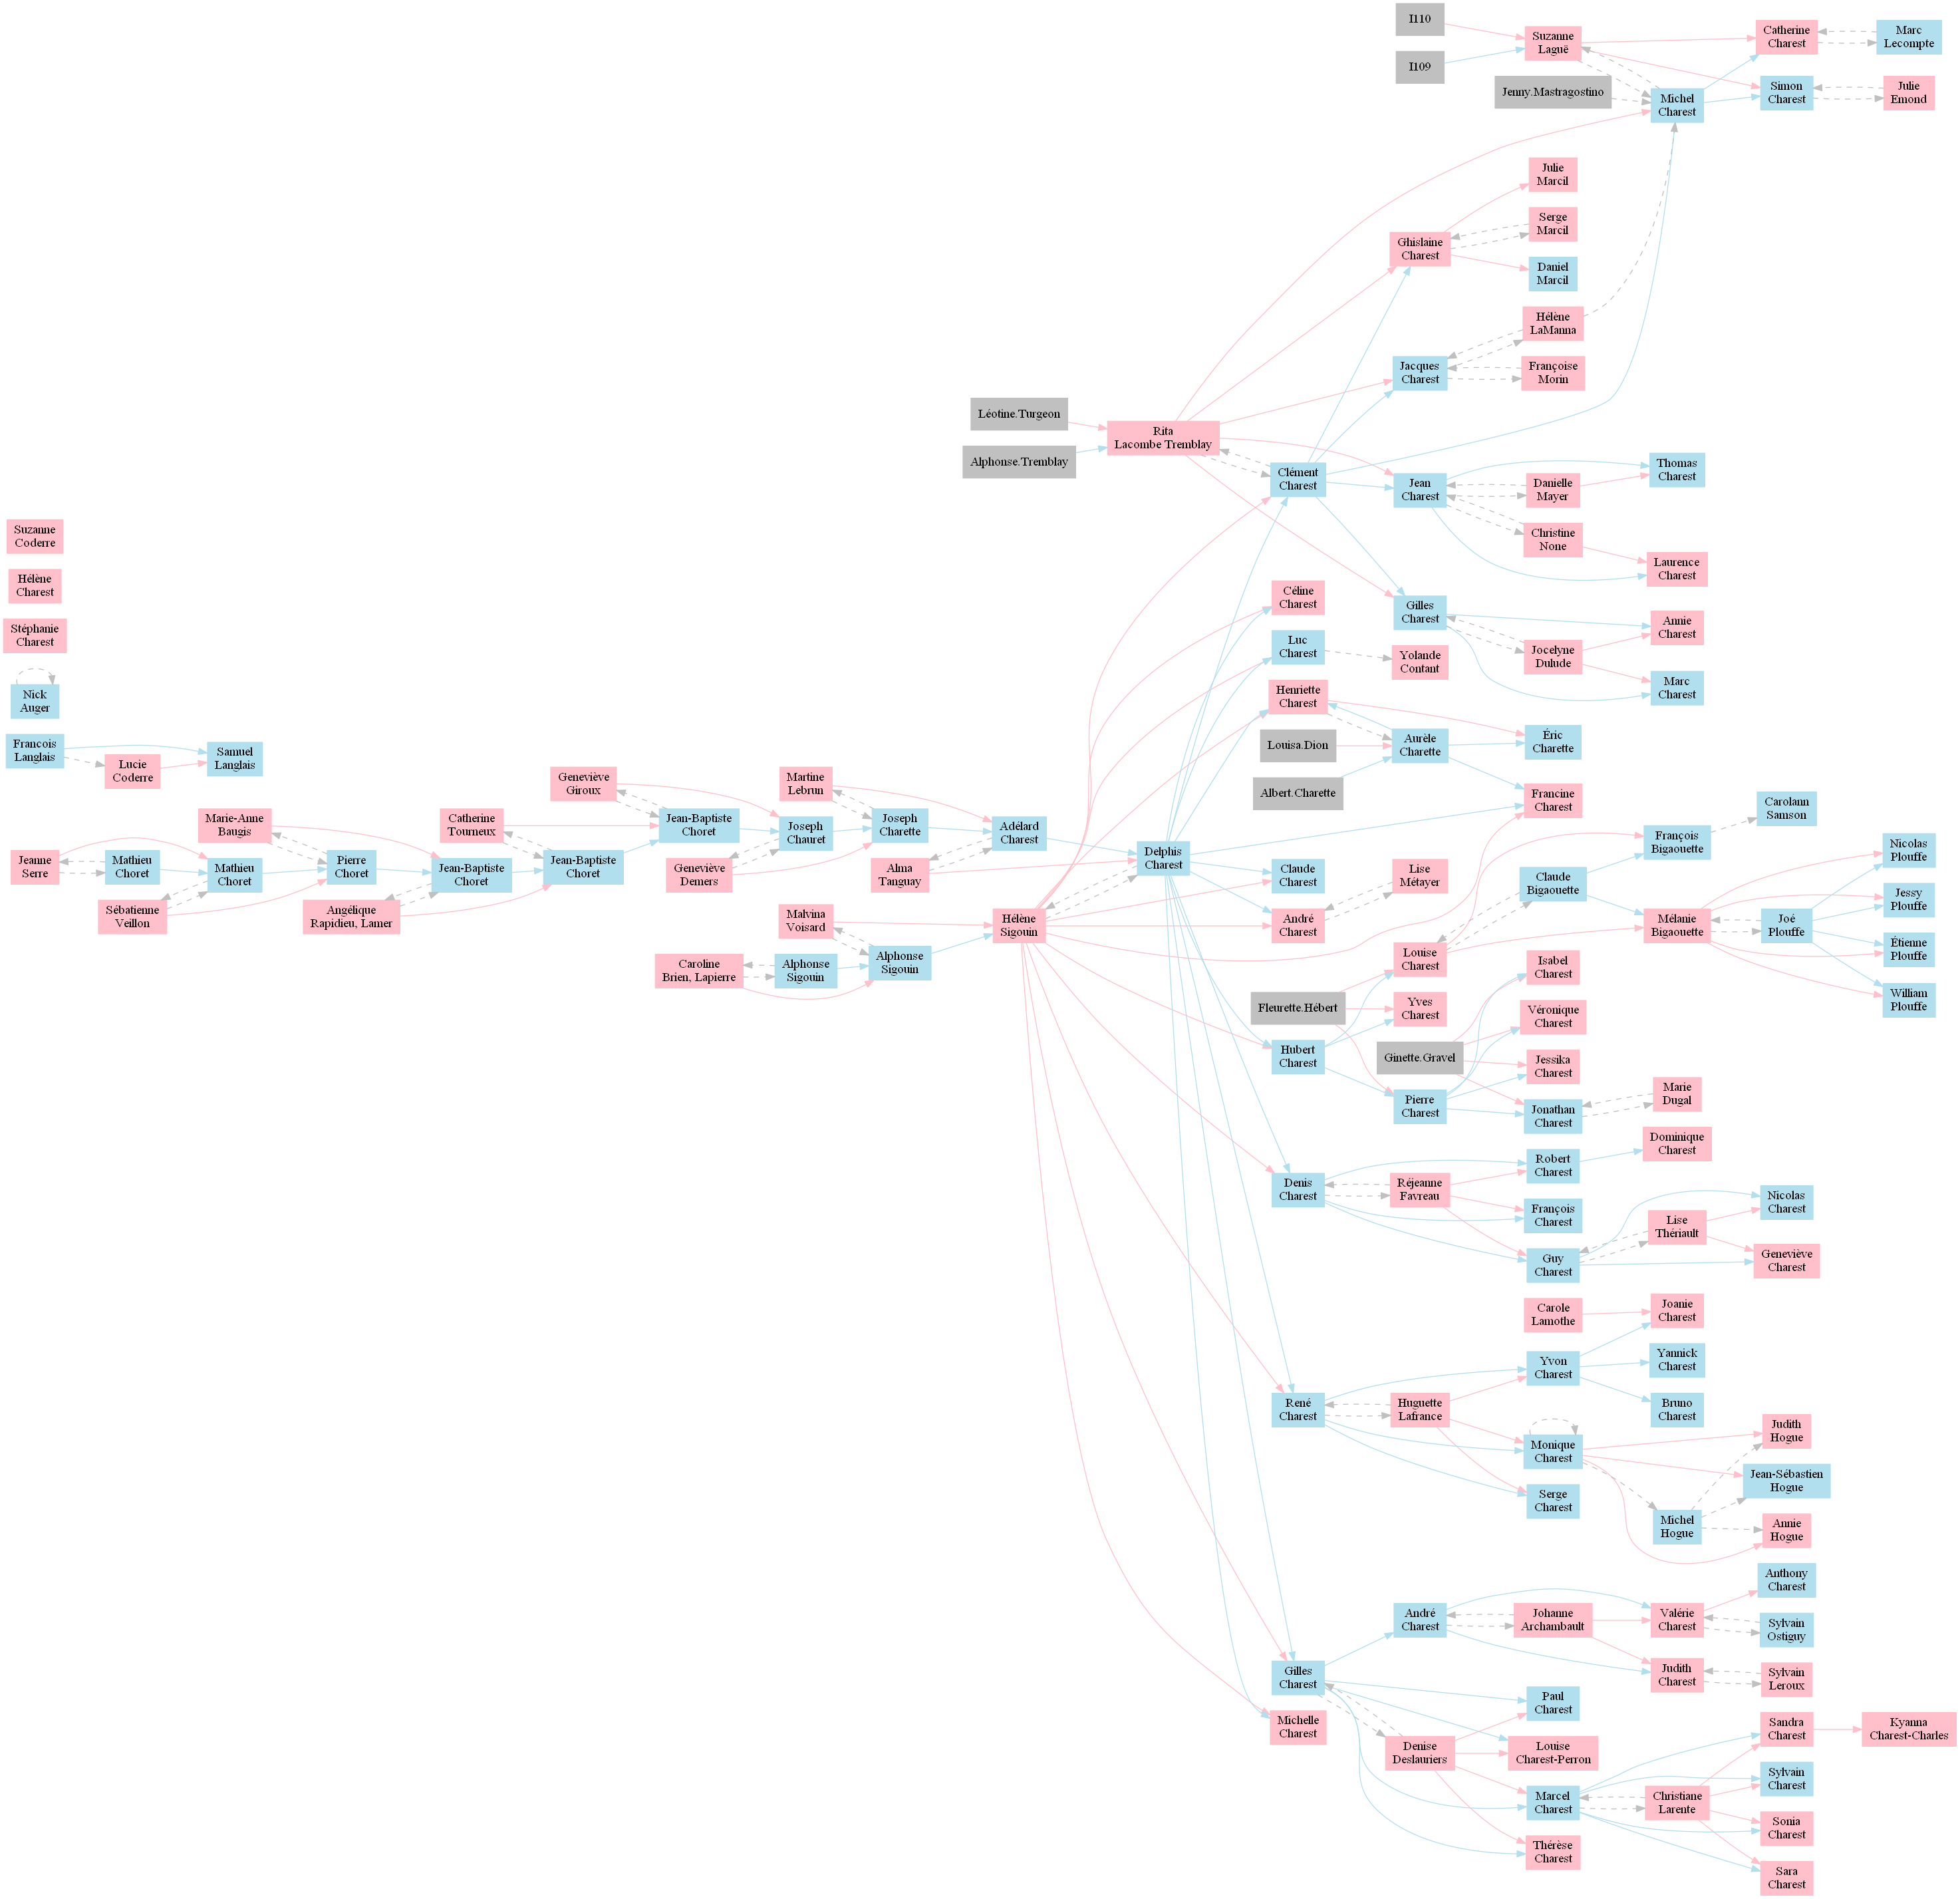 I110
I109
Suzanne
Laguë
Jenny.Mastragostino
Michel
Charest
Catherine
Charest
Marc
Lecompte
Simon
Charest
Julie
Emond
Julie
Marcil
Ghislaine
Charest
Serge
Marcil
Daniel
Marcil
Hélène
LaManna
Jacques
Charest
Françoise
Morin
Léotine.Turgeon
Alphonse.Tremblay
Rita
Lacombe Tremblay
Clément
Charest
Jean
Charest
Danielle
Mayer
Thomas
Charest
Christine
None
Laurence
Charest
Suzanne
Coderre
Hélène
Charest
Stéphanie
Charest
Nick
Auger
Francois
Langlais
Lucie
Coderre
Samuel
Langlais
Céline
Charest
Gilles
Charest
Annie
Charest
Luc
Charest
Yolande
Contant
Jocelyne
Dulude
Marc
Charest
Henriette
Charest
Louisa.Dion
Aurèle
Charette
Éric
Charette
Albert.Charette
Francine
Charest
Jeanne
Serre
Mathieu
Choret
Mathieu
Choret
Sébatienne
Veillon
Marie-Anne
Baugis
Pierre
Choret
Angélique
Rapidieu, Lamer
Catherine
Tourneux
Jean-Baptiste
Choret
Jean-Baptiste
Choret
Geneviève
Giroux
Jean-Baptiste
Choret
Geneviève
Demers
Martine
Lebrun
Joseph
Chauret
Joseph
Charette
Alma
Tanguay
Adélard
Charest
Malvina
Voisard
Caroline
Brien, Lapierre
Alphonse
Sigouin
Alphonse
Sigouin
Hélène
Sigouin
Delphis
Charest
Claude
Charest
André
Charest
Lise
Métayer
Louise
Charest
Claude
Bigaouette
François
Bigaouette
Carolann
Samson
Mélanie
Bigaouette
Joé
Plouffe
Nicolas
Plouffe
Jessy
Plouffe
Étienne
Plouffe
William
Plouffe
Fleurette.Hébert
Yves
Charest
Hubert
Charest
Ginette.Gravel
Pierre
Charest
Isabel
Charest
Véronique
Charest
Jessika
Charest
Jonathan
Charest
Marie
Dugal
Denis
Charest
Réjeanne
Favreau
Robert
Charest
Dominique
Charest
François
Charest
Guy
Charest
Lise
Thériault
Nicolas
Charest
Geneviève
Charest
Carole
Lamothe
Joanie
Charest
Yvon
Charest
Yannick
Charest
Bruno
Charest
René
Charest
Huguette
Lafrance
Monique
Charest
Serge
Charest
Michel
Hogue
Judith
Hogue
Jean-Sébastien
Hogue
Annie
Hogue
André
Charest
Johanne
Archambault
Valérie
Charest
Anthony
Charest
Sylvain
Ostiguy
Judith
Charest
Sylvain
Leroux
Gilles
Charest
Michelle
Charest
Denise
Deslauriers
Paul
Charest
Louise
Charest-Perron
Marcel
Charest
Thérèse
Charest
Christiane
Larente
Sandra
Charest
Kyanna
Charest-Charles
Sylvain
Charest
Sonia
Charest
Sara
Charest